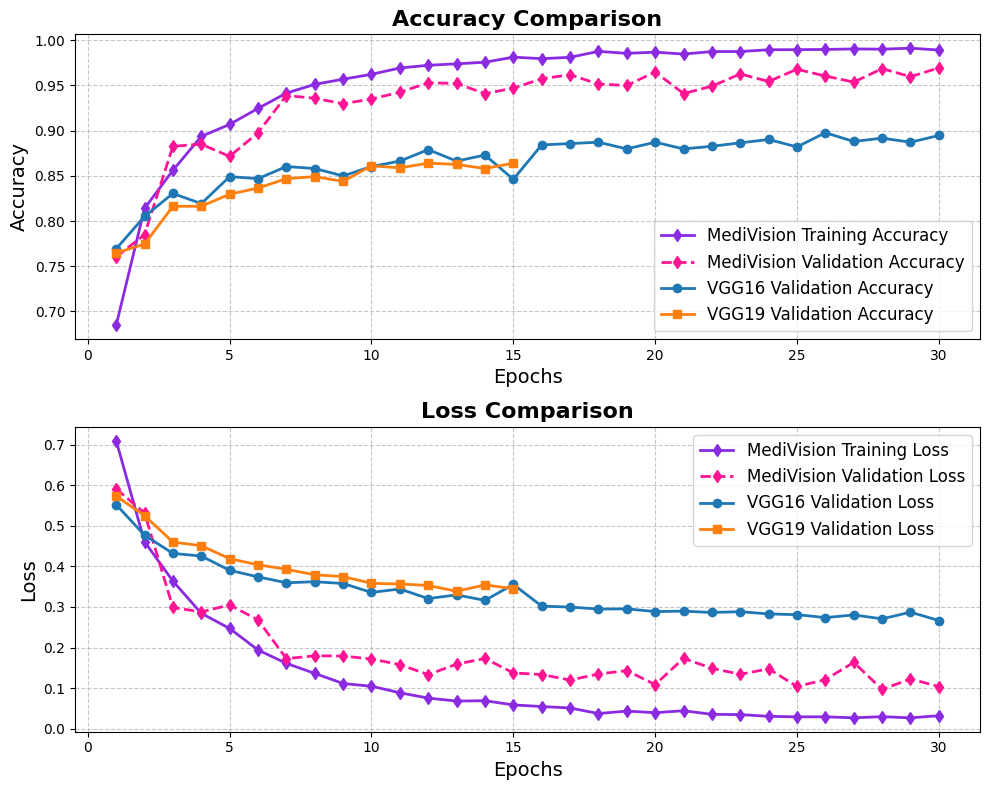 Accuracy Comparison
1.00
0.95
0.90
0.85
0.80
0.75
0.70
Accuracy
MediVision Training Accuracy
MediVision Validation Accuracy
VGG16 Validation Accuracy
VGG19 Validation Accuracy
0 5 10 15 20 25 30
Epochs
Loss Comparison
0.7
0.6
0.5
0.4
0.3
0.2
0.1
0.0
Loss
MediVision Training Loss
MediVision Validation Loss
VGG16 Validation Loss
VGG19 Validation Loss
0 5 10 15 20 25 30
Epochs